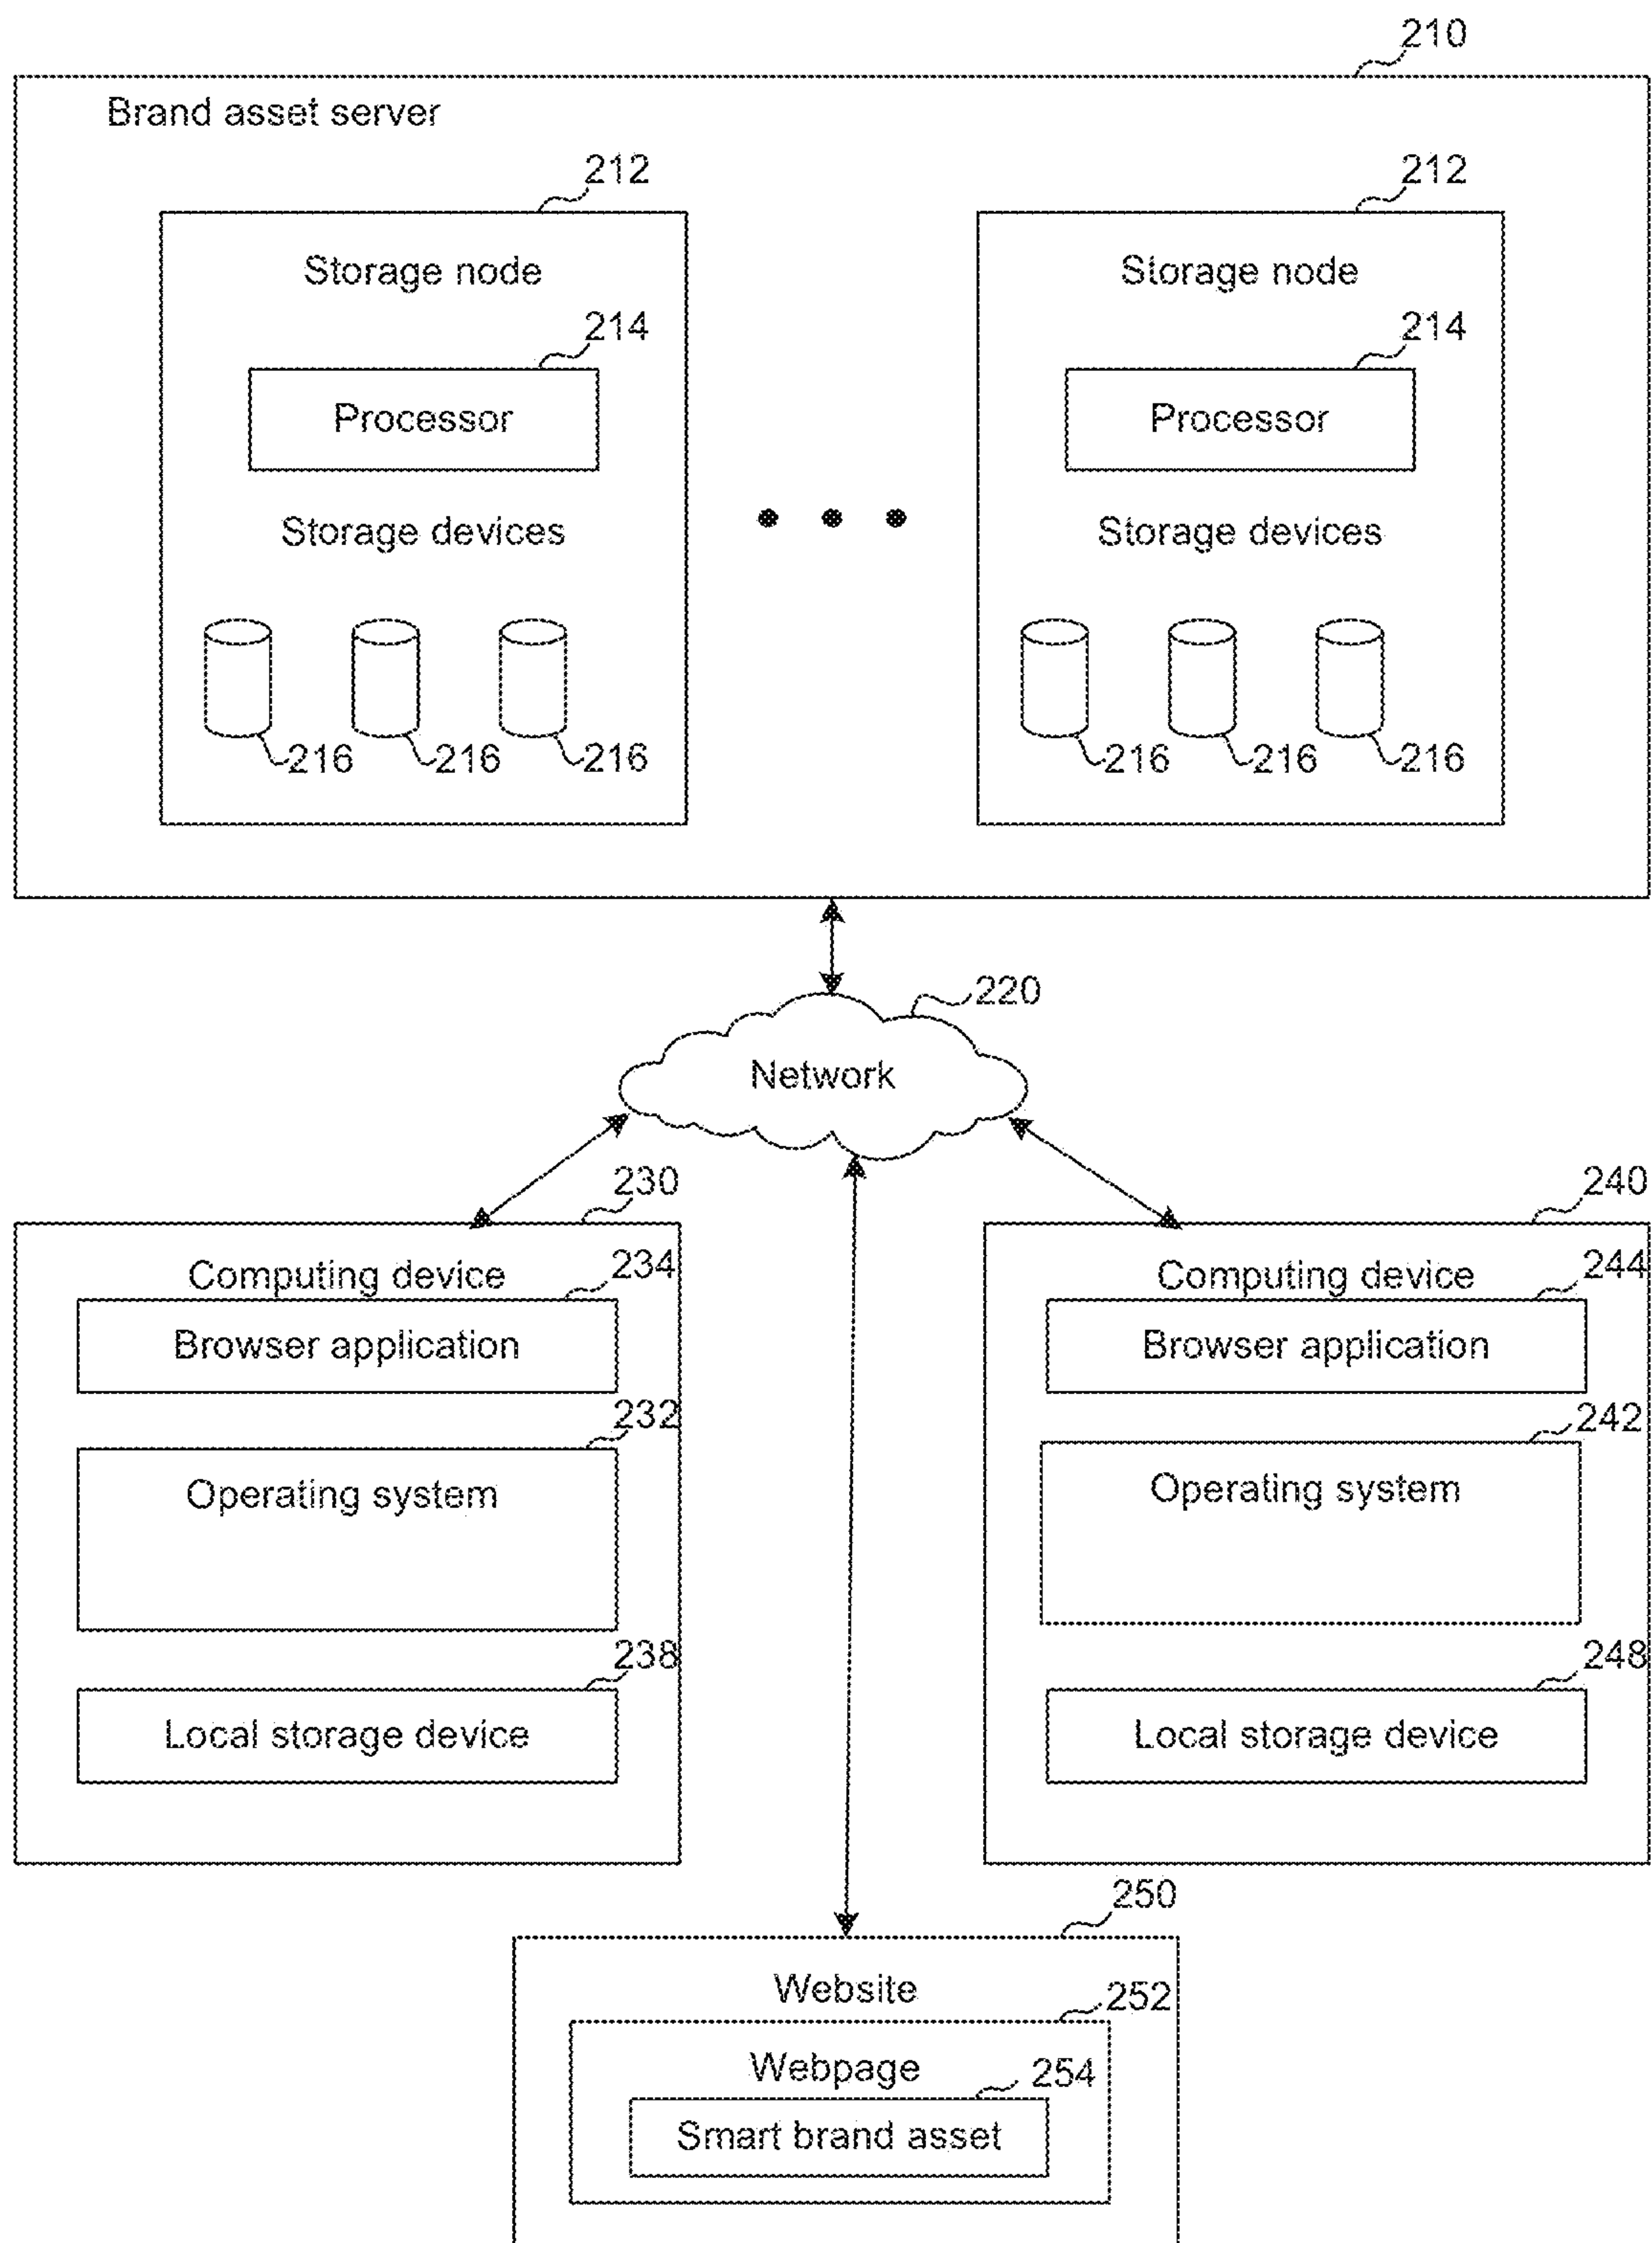 210
Brand asset server
212
212
Storage node
Storage node
214
214
Processor
Processor
Storage devices
Storage devices
216
216
216
216
216
216
220
Network
230
240
Computing device
234
Computing device
244
Browser application
Browser application
232
242
Operating system
Operating system
238
248
Local storage device
Local storage device
250
Website
252
Webpage
254
Smart brand asset